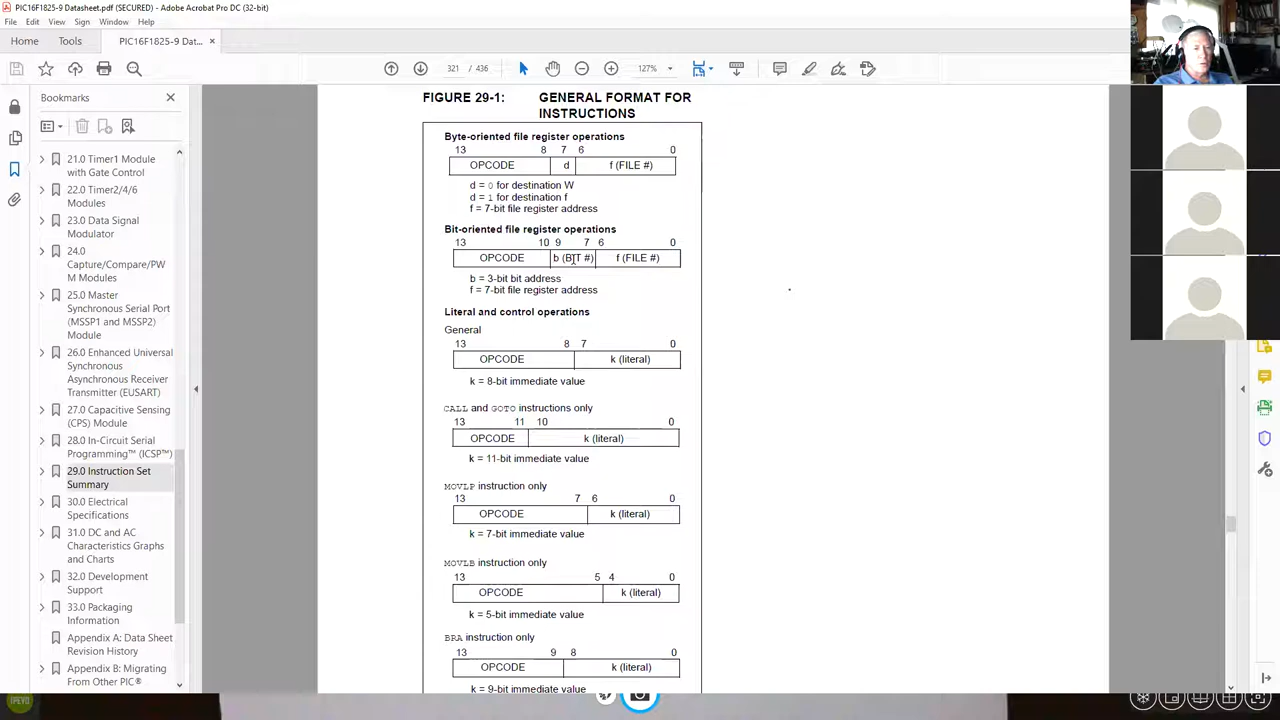 PIC16F1825-9 Datasheet.pdf (SECURED) - Adobe Acrobat Pro DC (32-bit)
File Edit View Sign Window Help
Home Tools PIC16F1825-9 Dat... ×
321 / 436 127%
Bookmarks
21.0 Timer1 Module
with Gate Control
22.0 Timer2/4/6
Modules
23.0 Data Signal
Modulator
24.0
Capture/Compare/PW
M Modules
25.0 Master
Synchronous Serial Port
(MSSP1 and MSSP2)
Module
26.0 Enhanced Universal
Synchronous
Asynchronous Receiver
Transmitter (EUSART)
27.0 Capacitive Sensing
(CPS) Module
28.0 In-Circuit Serial
Programming™ (ICSP™)
29.0 Instruction Set
Summary
30.0 Electrical
Specifications
31.0 DC and AC
Characteristics Graphs
and Charts
32.0 Development
Support
33.0 Packaging
Information
Appendix A: Data Sheet
Revision History
Appendix B: Migrating
From Other PIC®
FIGURE 29-1: GENERAL FORMAT FOR
INSTRUCTIONS
Byte-oriented file register operations
13 8 7 6 0
OPCODE d f (FILE #)
d = 0 for destination W
d = 1 for destination f
f = 7-bit file register address
Bit-oriented file register operations
13 10 9 7 6 0
OPCODE b (BIT #) f (FILE #)
b = 3-bit bit address
f = 7-bit file register address
Literal and control operations
General
13 8 7 0
OPCODE k (literal)
k = 8-bit immediate value
CALL and GOTO instructions only
13 11 10 0
OPCODE k (literal)
k = 11-bit immediate value
MOVLP instruction only
13 7 6 0
OPCODE k (literal)
k = 7-bit immediate value
MOVLB instruction only
13 5 4 0
OPCODE k (literal)
k = 5-bit immediate value
BRA instruction only
13 9 8 0
OPCODE k (literal)
k = 9-bit immediate value
IPEVO